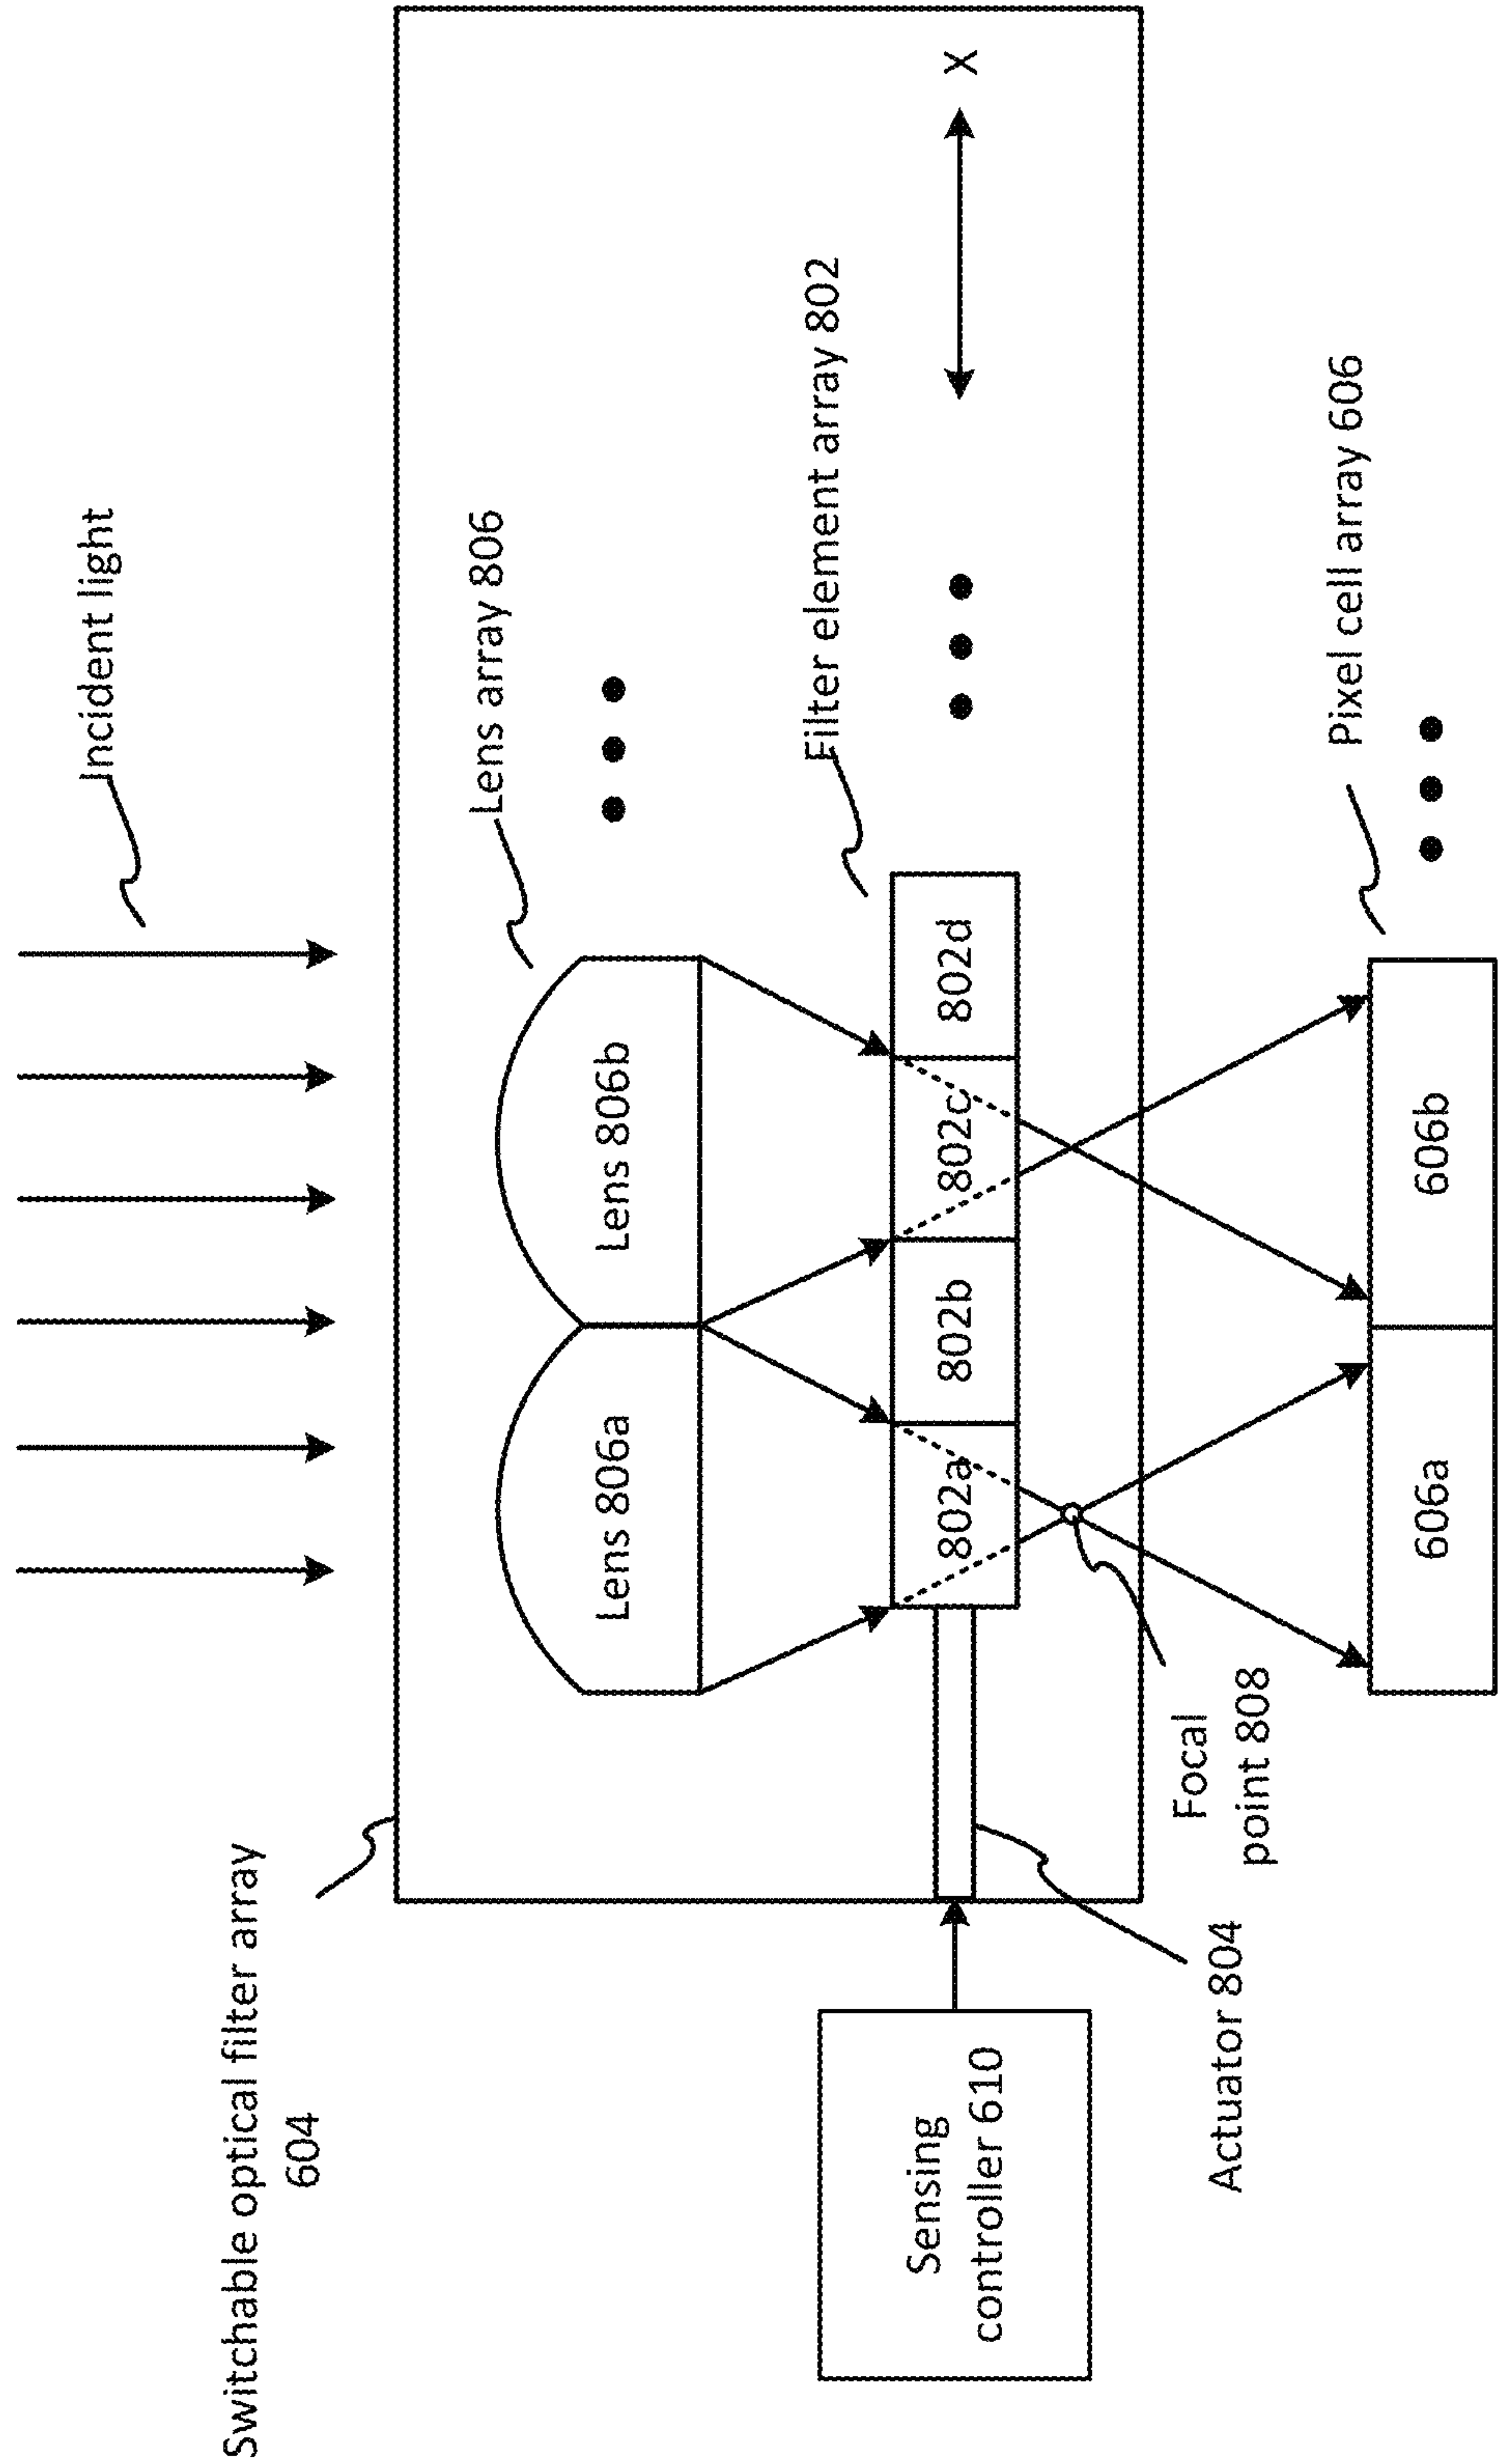 Incident light
Switchable optical filter array
604
Lens array 806
Lens 806a
Lens 806b
Filter element array 802
802a
802b
802c
802d
X
Sensing
controller 610
Actuator 804
Focal
point 808
Pixel cell array 606
606a
606b